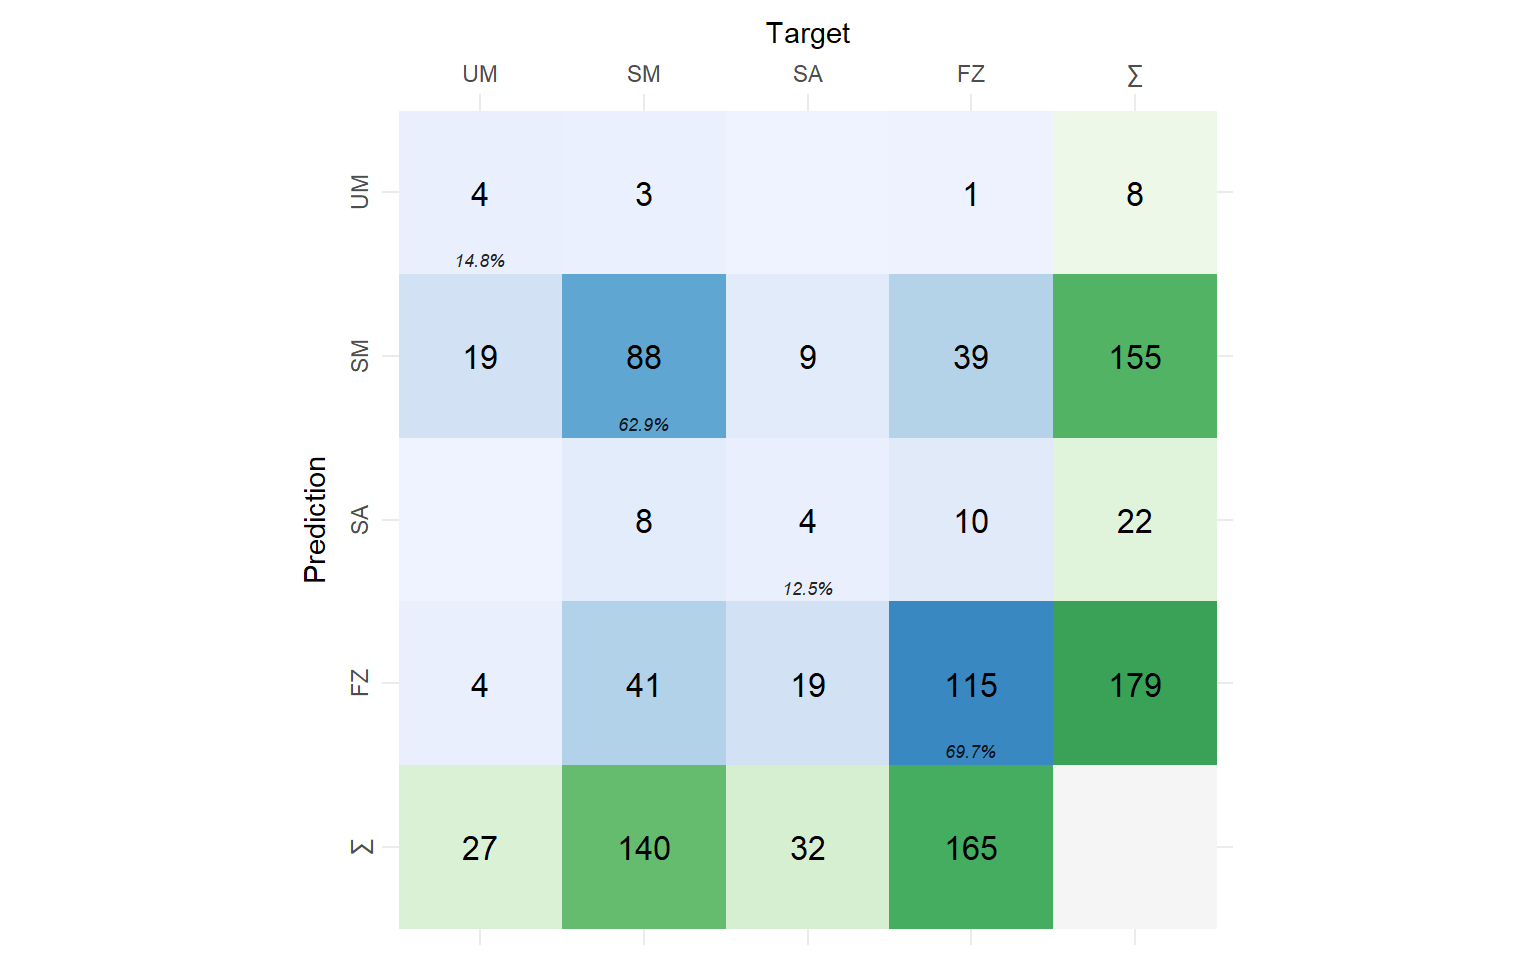 Target
UM SM SA FZ ∑
UM 4 3 1 8
14.8%
SM 19 88 9 39 155
62.9%
Prediction
SA 8 4 10 22
12.5%
FZ 4 41 19 115 179
69.7%
∑ 27 140 32 165